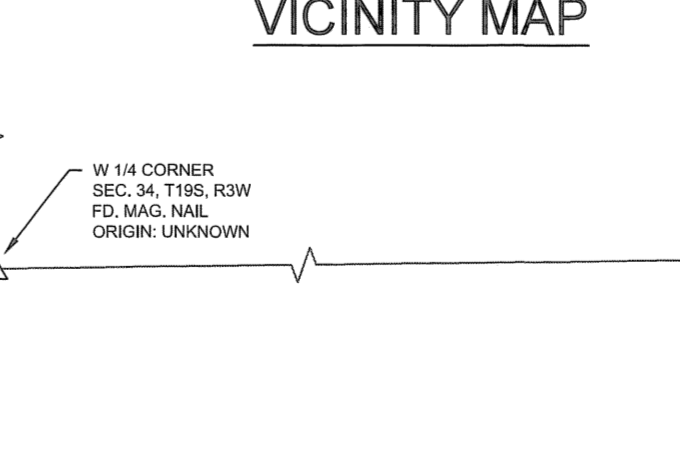 VICINITY MAP
W 1/4 CORNER
SEC. 34, T19S, R3W
FD. MAG. NAIL
ORIGIN: UNKNOWN